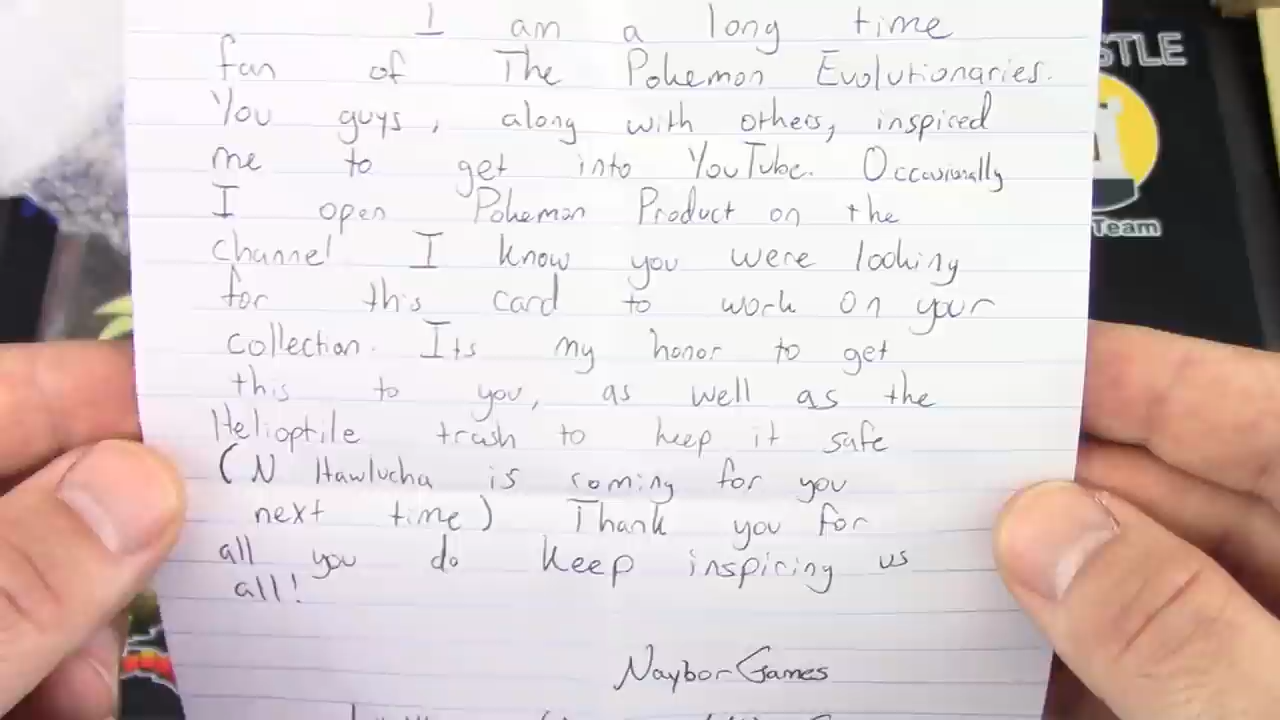 I am a long time
fan of The Pokemon Evolutionaries.
You guys, along with others, inspired
me to get into YouTube. Occasionally
I open Pokemon Product on the
channel I know you were looking
for this card to work on your
collection. Its my honor to get
this to you, as well as the
Helioptile trash to keep it safe
(N Hawlucha is coming for you
next time) Thank you for
all you do keep inspiring us
all!
NayborGames
STLE
Team